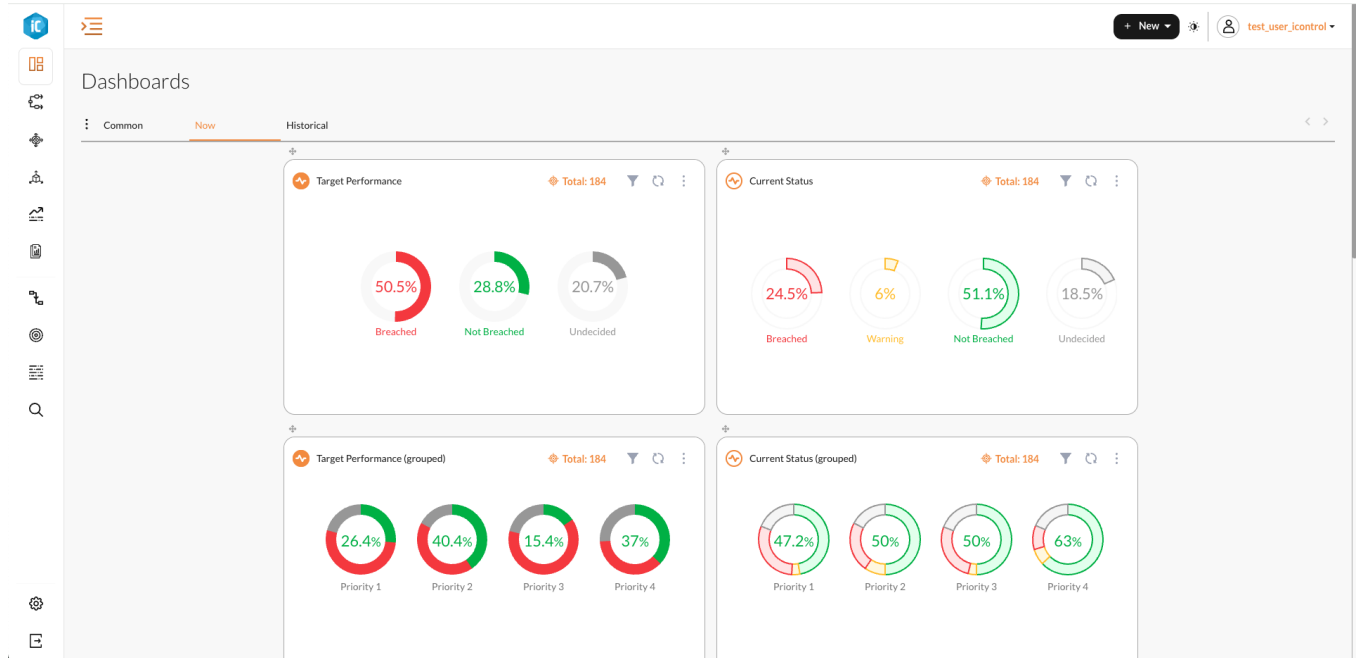 iC
+ New
test_user_icontrol
Dashboards
Common
Now
Historical
Target Performance
Total: 184
50.5%
28.8%
20.7%
Breached
Not Breached
Undecided
Current Status
Total: 184
24.5%
6%
51.1%
18.5%
Breached
Warning
Not Breached
Undecided
Target Performance (grouped)
Total: 184
26.4%
40.4%
15.4%
37%
Priority 1
Priority 2
Priority 3
Priority 4
Current Status (grouped)
Total: 184
47.2%
50%
50%
63%
Priority 1
Priority 2
Priority 3
Priority 4